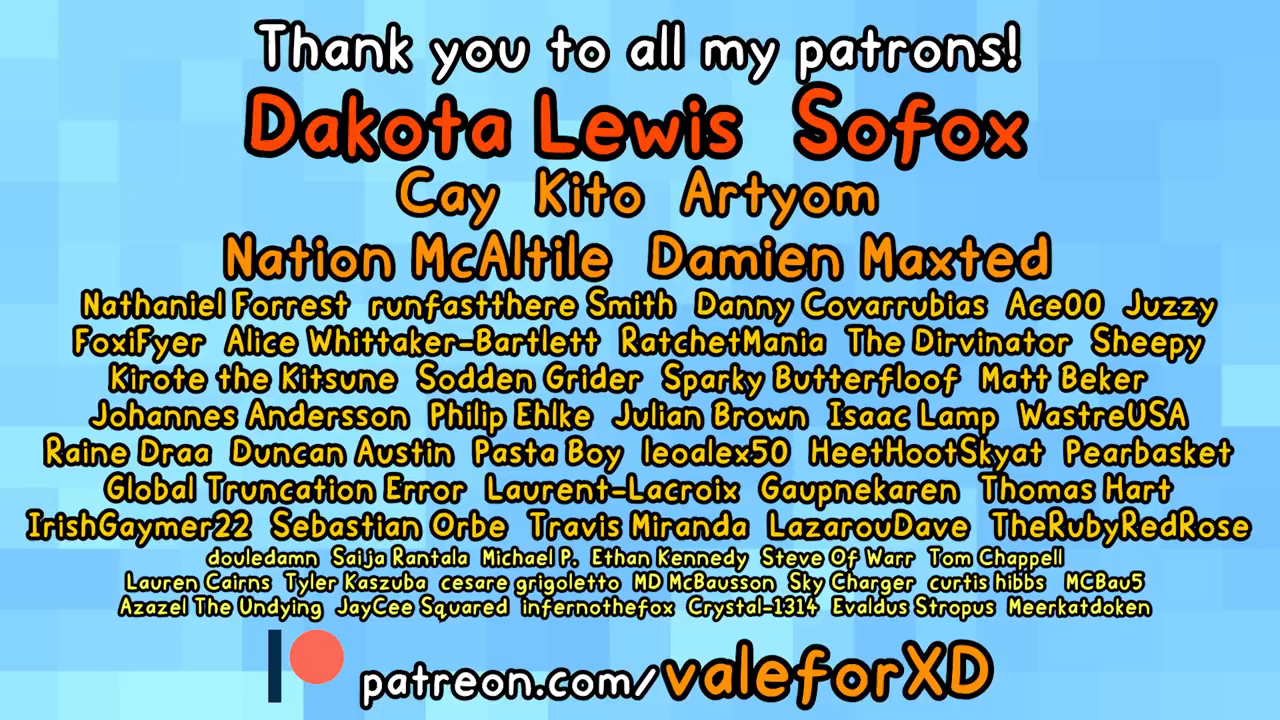 Thank you to all my patrons!
Dakota Lewis Sofox
Cay Kito Artyom
Nation McAltile Damien Maxted
Nathaniel Forrest runfastthere Smith Danny Covarrubias Ace00 Juzzy
FoxiFyer Alice Whittaker-Bartlett RatchetMania The Dirvinator Sheepy
Kirote the Kitsune Sodden Grider Sparky Butterfloof Matt Beker
Johannes Andersson Philip Ehlke Julian Brown Isaac Lamp WastreUSA
Raine Draa Duncan Austin Pasta Boy leoalex50 HeetHootSkyat Pearbasket
Global Truncation Error Laurent-Lacroix Gaupnekaren Thomas Hart
IrishGaymer22 Sebastian Orbe Travis Miranda LazarouDave TheRubyRedRose
douledamn Saija Rantala Michael P. Ethan Kennedy Steve Of Warr Tom Chappell
Lauren Cairns Tyler Kaszuba cesare grigoletto MD McBausson Sky Charger curtis hibbs MCBau5
Azazel The Undying JayCee Squared infernothefox Crystal-1314 Evaldus Stropus Meerkatdoken
patreon.com/valeforXD